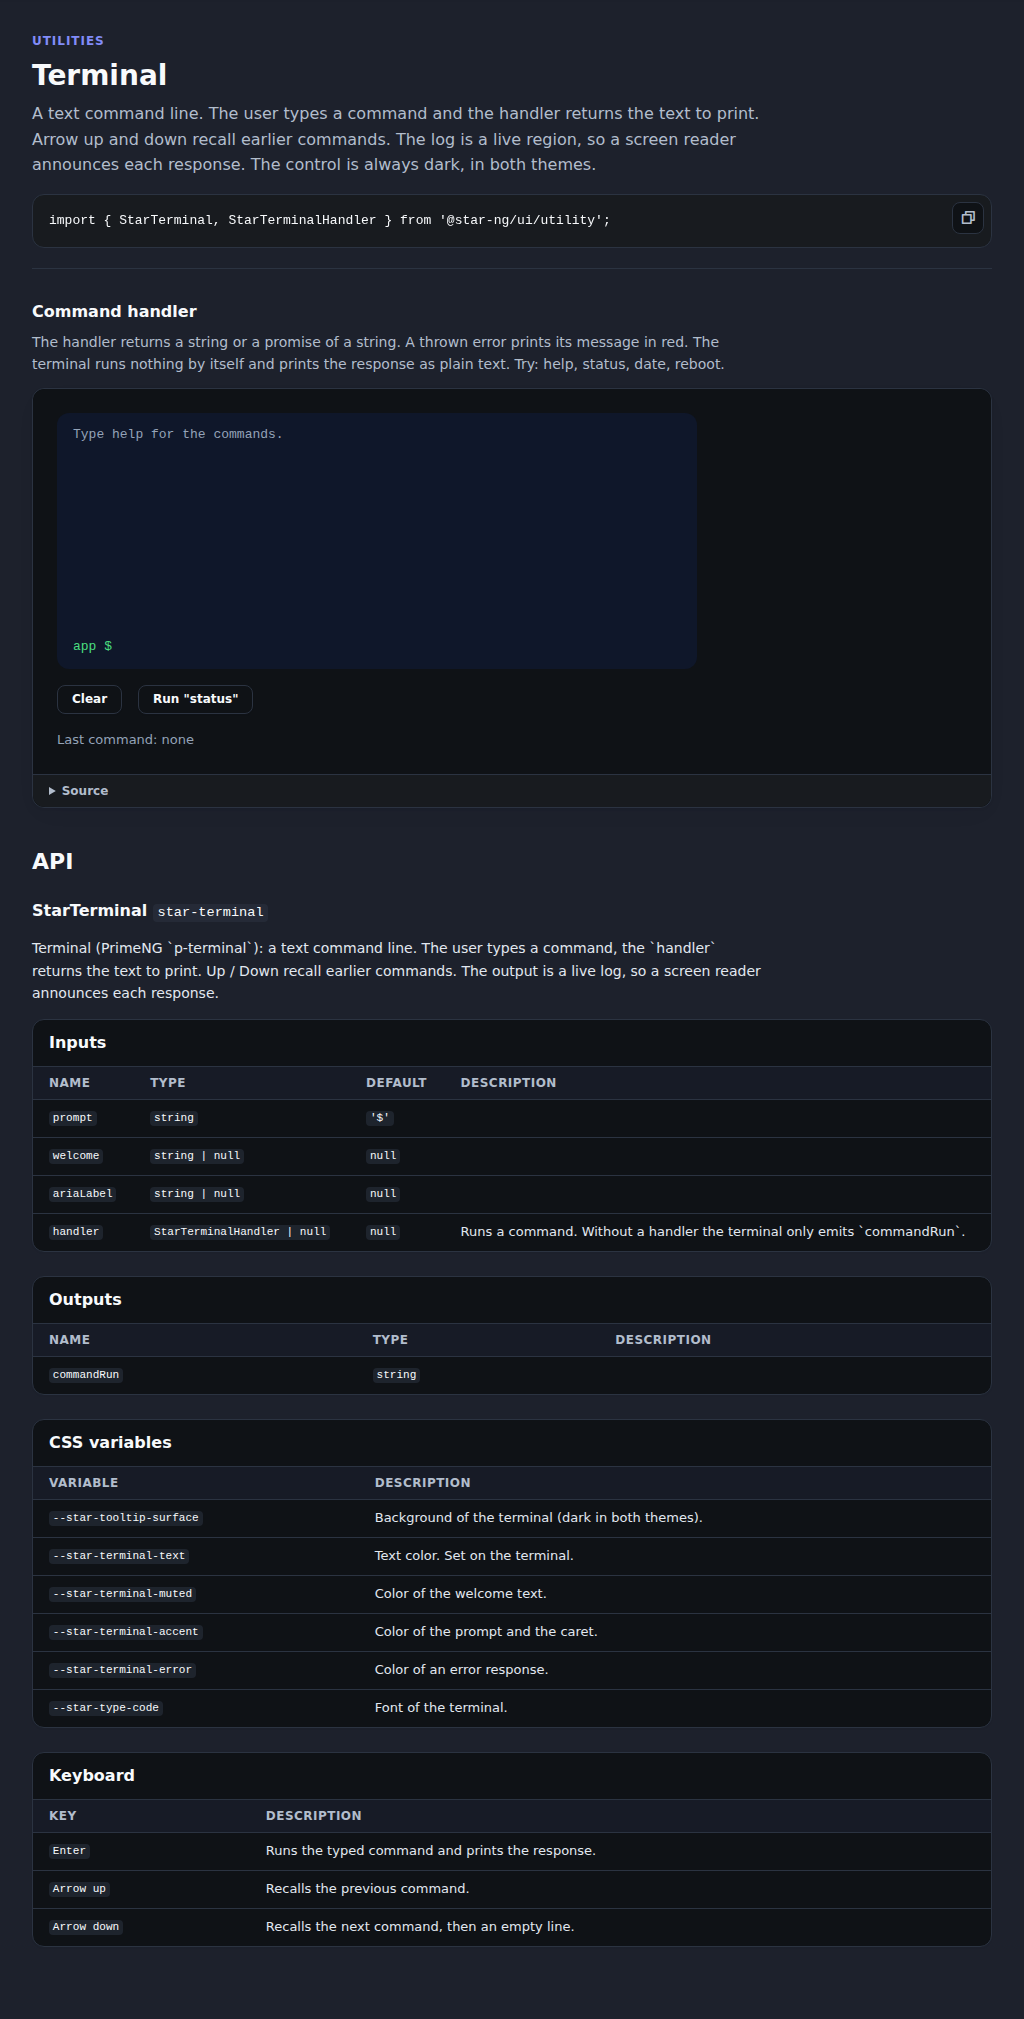 UTILITIES
Terminal
A text command line. The user types a command and the handler returns the text to print.
Arrow up and down recall earlier commands. The log is a live region, so a screen reader
announces each response. The control is always dark, in both themes.
import { StarTerminal, StarTerminalHandler } from '@star-ng/ui/utility';
Command handler
The handler returns a string or a promise of a string. A thrown error prints its message in red. The
terminal runs nothing by itself and prints the response as plain text. Try: help, status, date, reboot.
Type help for the commands.
app $
Clear Run "status"
Last command: none
Source
API
StarTerminal star-terminal
Terminal (PrimeNG `p-terminal`): a text command line. The user types a command, the `handler`
returns the text to print. Up / Down recall earlier commands. The output is a live log, so a screen reader
announces each response.
Inputs
NAME TYPE DEFAULT DESCRIPTION
prompt string '$'
welcome string | null null
ariaLabel string | null null
handler StarTerminalHandler | null null Runs a command. Without a handler the terminal only emits `commandRun`.
Outputs
NAME TYPE DESCRIPTION
commandRun string
CSS variables
VARIABLE DESCRIPTION
--star-tooltip-surface Background of the terminal (dark in both themes).
--star-terminal-text Text color. Set on the terminal.
--star-terminal-muted Color of the welcome text.
--star-terminal-accent Color of the prompt and the caret.
--star-terminal-error Color of an error response.
--star-type-code Font of the terminal.
Keyboard
KEY DESCRIPTION
Enter Runs the typed command and prints the response.
Arrow up Recalls the previous command.
Arrow down Recalls the next command, then an empty line.